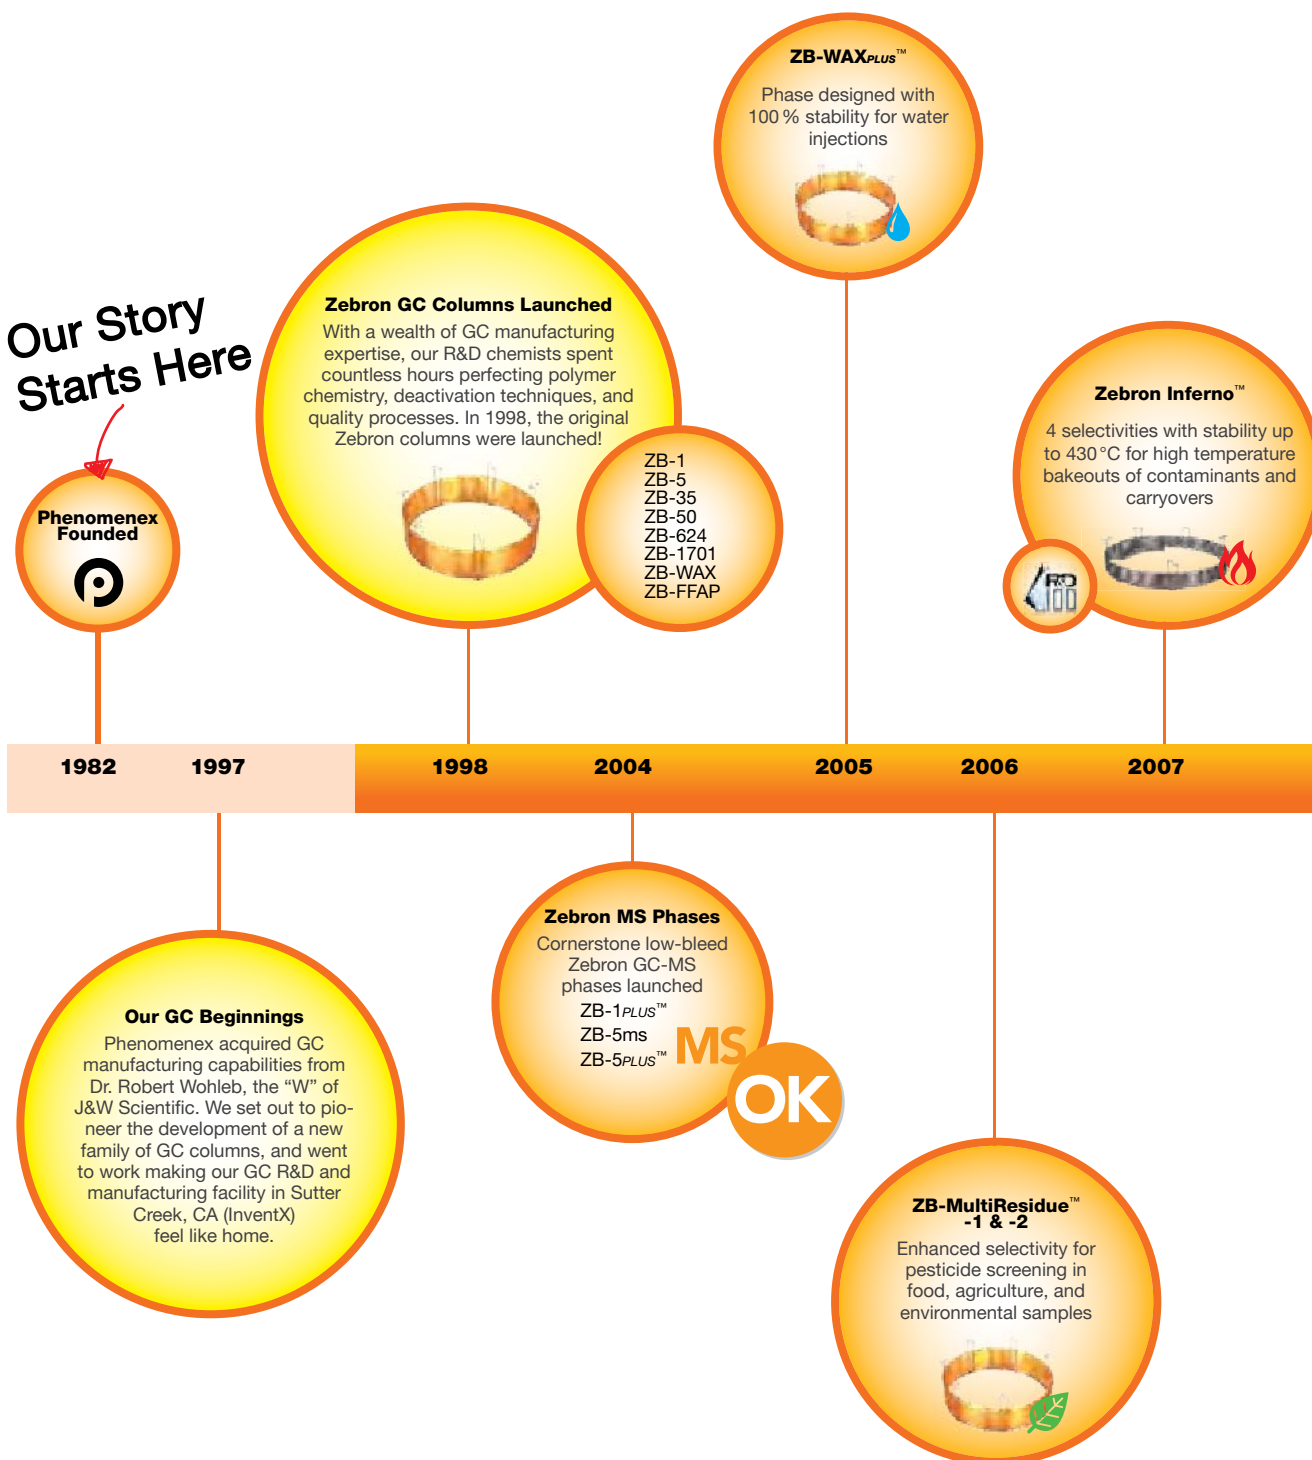 Our Story
Starts Here
Phenomenex
Founded
Zebron GC Columns Launched
With a wealth of GC manufacturing
expertise, our R&D chemists spent
countless hours perfecting polymer
chemistry, deactivation techniques, and
quality processes. In 1998, the original
Zebron columns were launched!
ZB-1
ZB-5
ZB-35
ZB-50
ZB-624
ZB-1701
ZB-WAX
ZB-FFAP
ZB-WAXPLUS™
Phase designed with
100 % stability for water
injections
Zebron Inferno™
4 selectivities with stability up
to 430 °C for high temperature
bakeouts of contaminants and
carryovers
R&D
100
1982
1997
1998
2004
2005
2006
2007
Our GC Beginnings
Phenomenex acquired GC
manufacturing capabilities from
Dr. Robert Wohleb, the “W” of
J&W Scientific. We set out to pio-
neer the development of a new
family of GC columns, and went
to work making our GC R&D and
manufacturing facility in Sutter
Creek, CA (InventX)
feel like home.
Zebron MS Phases
Cornerstone low-bleed
Zebron GC-MS
phases launched
ZB-1PLUS™
ZB-5ms
ZB-5PLUS™
MS
OK
ZB-MultiResidue™
-1 & -2
Enhanced selectivity for
pesticide screening in
food, agriculture, and
environmental samples